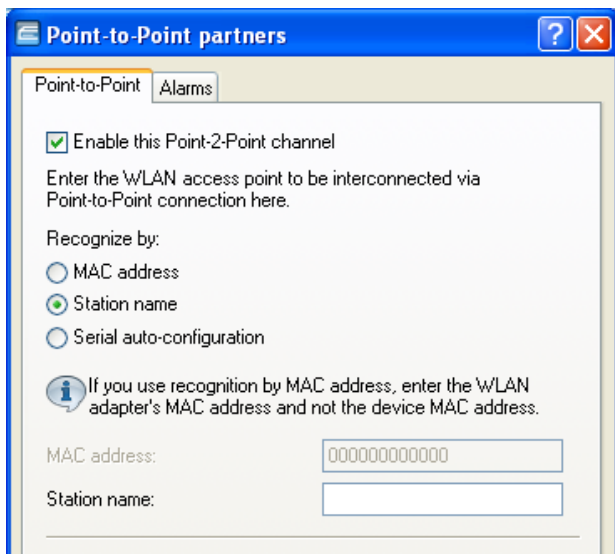 Point-to-Point partners
Point-to-Point
Alarms
Enable this Point-2-Point channel
Enter the WLAN access point to be interconnected via
Point-to-Point connection here.
Recognize by:
MAC address
Station name
Serial auto-configuration
If you use recognition by MAC address, enter the WLAN
adapter's MAC address and not the device MAC address.
MAC address:
000000000000
Station name: